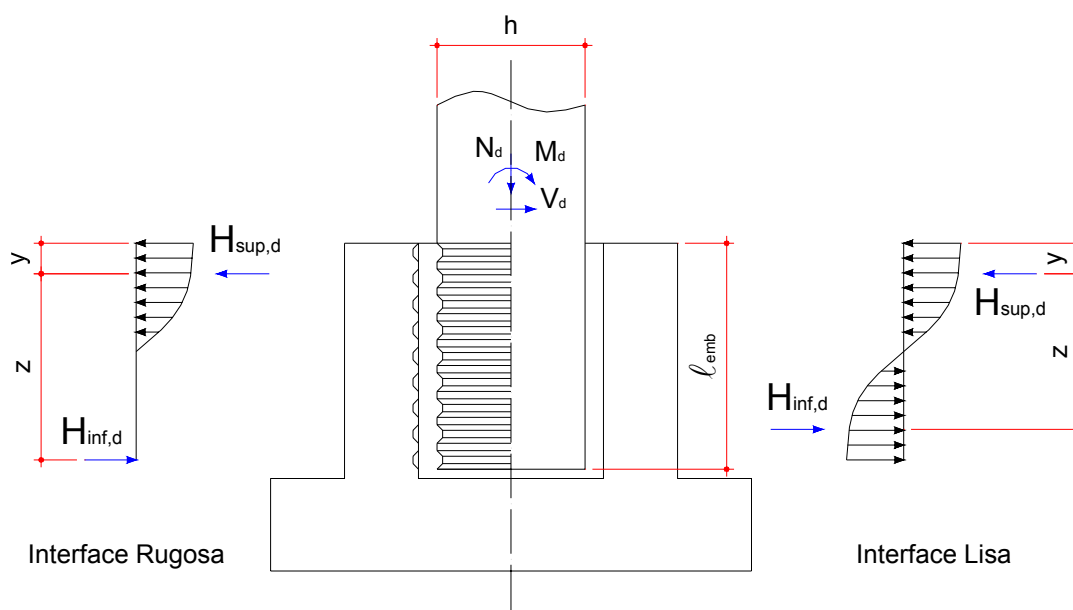 h
Nd
Md
Vd
y
Hsup,d
z
Hinf,d
ℓemb
y
Hsup,d
z
Hinf,d
Interface Rugosa
Interface Lisa